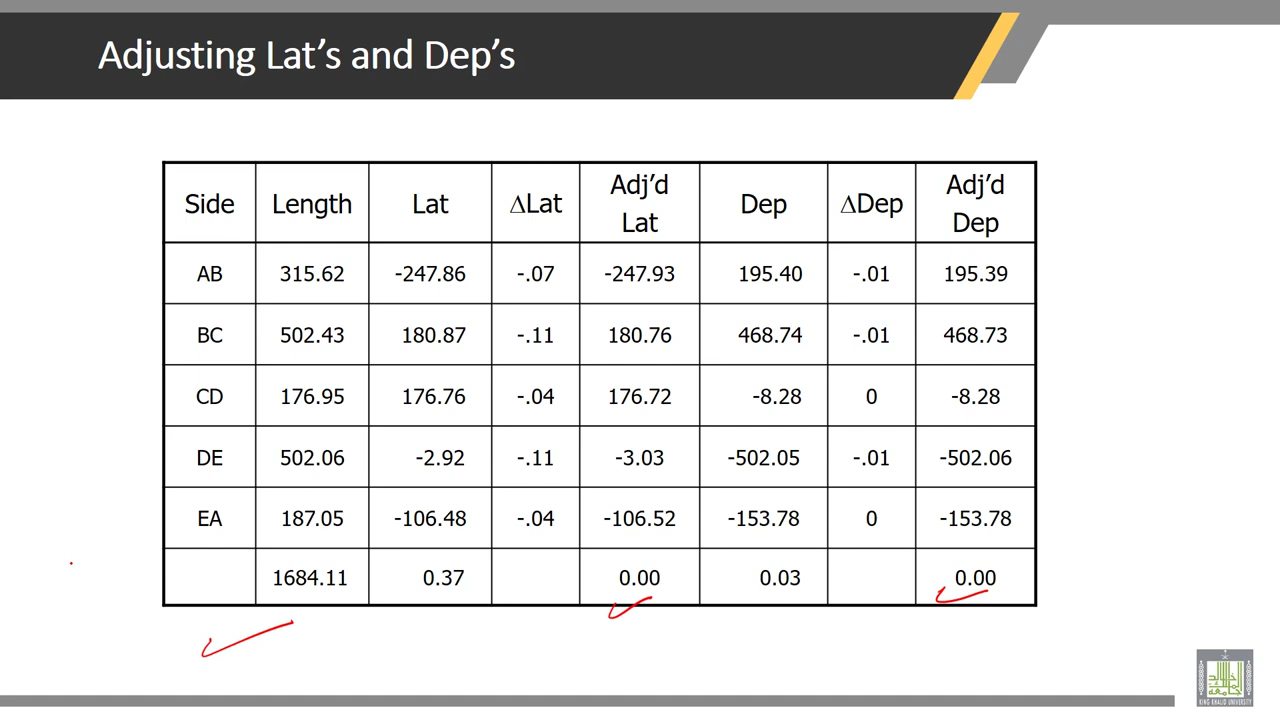 Adjusting Lat's and Dep's
Side Length Lat ∆Lat Adj'd Lat Dep ∆Dep Adj'd Dep
AB 315.62 -247.86 -.07 -247.93 195.40 -.01 195.39
BC 502.43 180.87 -.11 180.76 468.74 -.01 468.73
CD 176.95 176.76 -.04 176.72 -8.28 0 -8.28
DE 502.06 -2.92 -.11 -3.03 -502.05 -.01 -502.06
EA 187.05 -106.48 -.04 -106.52 -153.78 0 -153.78
1684.11 0.37 0.00 0.03 0.00
KING KHALID UNIVERSITY